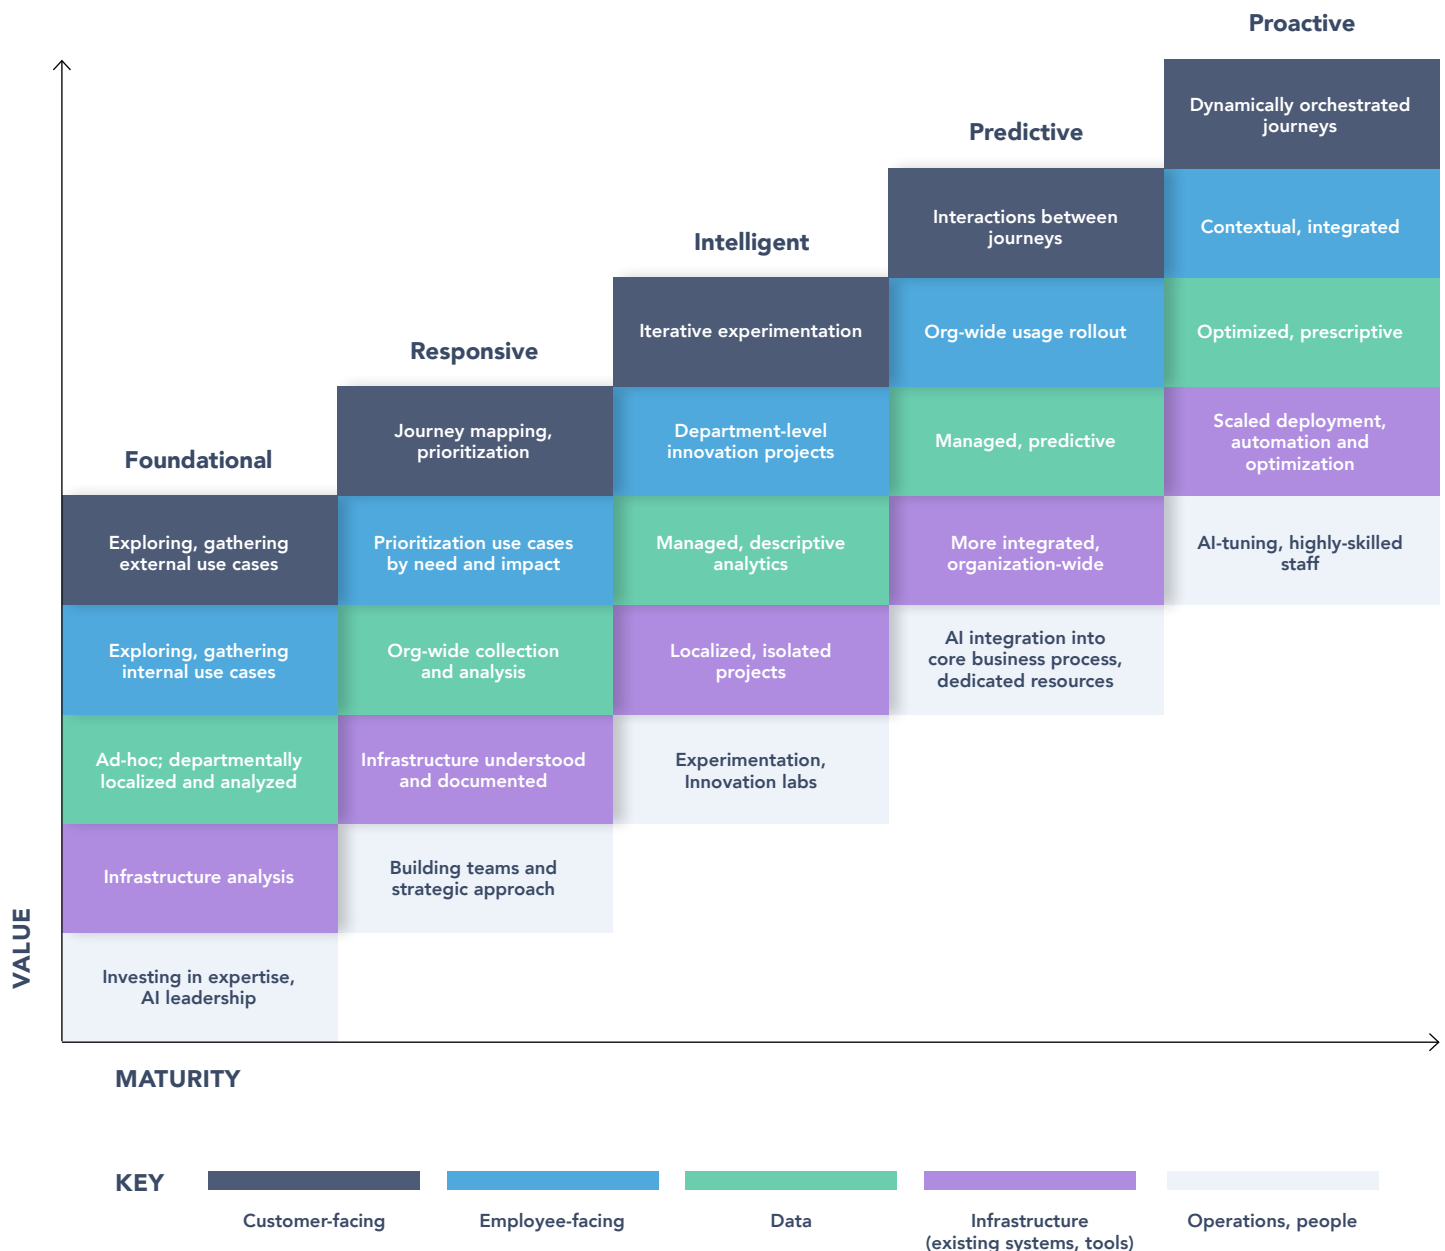 Proactive
Dynamically orchestrated
journeys
Contextual, integrated
Optimized, prescriptive
Scaled deployment,
automation and
optimization
AI-tuning, highly-skilled
staff
Predictive
Interactions between
journeys
Org-wide usage rollout
Managed, predictive
More integrated,
organization-wide
AI integration into
core business process,
dedicated resources
Intelligent
Iterative experimentation
Department-level
innovation projects
Managed, descriptive
analytics
Localized, isolated
projects
Experimentation,
Innovation labs
Responsive
Journey mapping,
prioritization
Prioritization use cases
by need and impact
Org-wide collection
and analysis
Infrastructure understood
and documented
Building teams and
strategic approach
Foundational
Exploring, gathering
external use cases
Exploring, gathering
internal use cases
Ad-hoc; departmentally
localized and analyzed
Infrastructure analysis
Investing in expertise,
AI leadership
VALUE
MATURITY
KEY
Customer-facing
Employee-facing
Data
Infrastructure
(existing systems, tools)
Operations, people